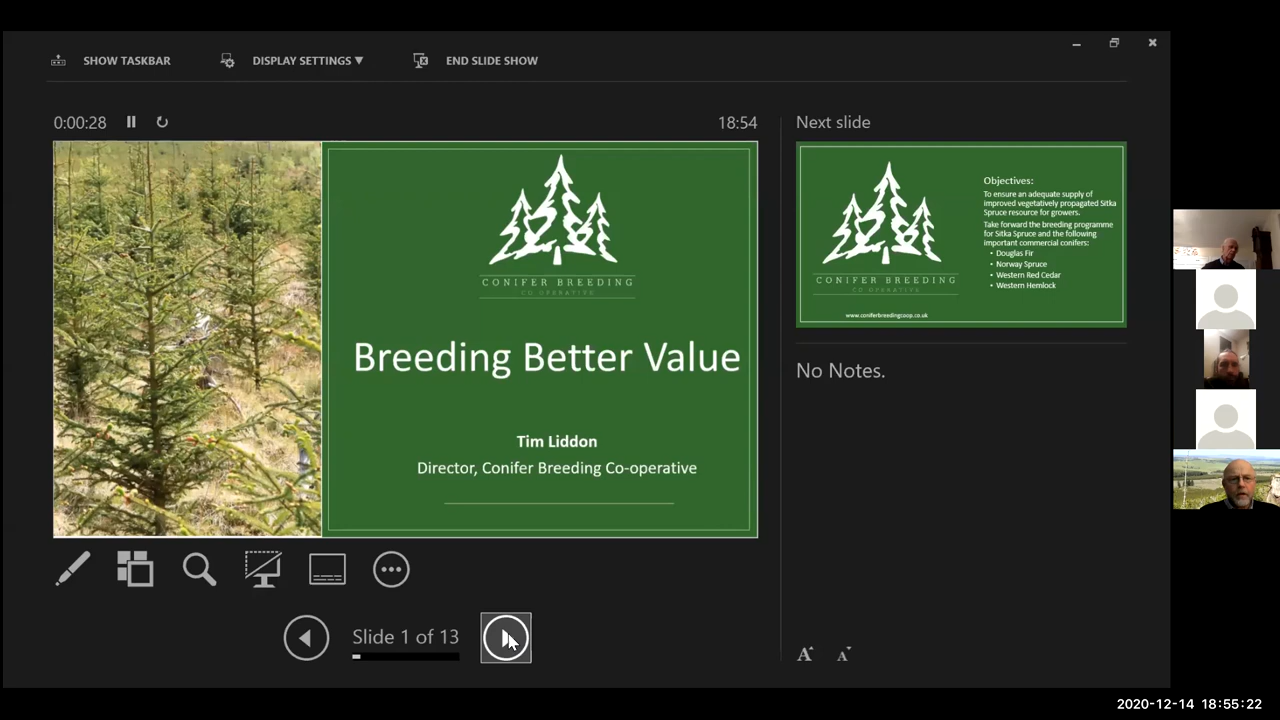 SHOW TASKBAR
DISPLAY SETTINGS ▼
END SLIDE SHOW
0:00:28
18:54
CONIFER BREEDING
CO-OPERATIVE
Breeding Better Value
Tim Liddon
Director, Conifer Breeding Co-operative
Next slide
CONIFER BREEDING
CO-OPERATIVE
www.coniferbreedingcoop.co.uk
Objectives:
To ensure an adequate supply of
improved vegetatively propagated Sitka
Spruce resource for growers.
Take forward the breeding programme
for Sitka Spruce and the following
important commercial conifers:
• Douglas Fir
• Norway Spruce
• Western Red Cedar
• Western Hemlock
No Notes.
Slide 1 of 13
A A
2020-12-14 18:55:22